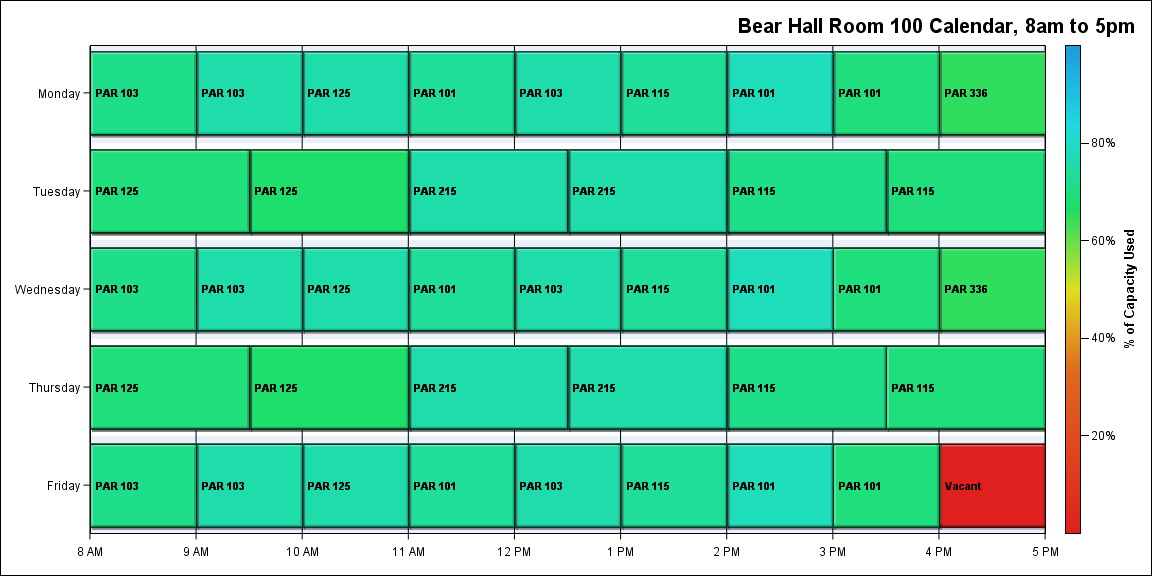 Bear Hall Room 100 Calendar, 8am to 5pm
Monday
PAR 103
PAR 103
PAR 125
PAR 101
PAR 103
PAR 115
PAR 101
PAR 101
PAR 336
Tuesday
PAR 125
PAR 125
PAR 215
PAR 215
PAR 115
PAR 115
Wednesday
PAR 103
PAR 103
PAR 125
PAR 101
PAR 103
PAR 115
PAR 101
PAR 101
PAR 336
Thursday
PAR 125
PAR 125
PAR 215
PAR 215
PAR 115
PAR 115
Friday
PAR 103
PAR 103
PAR 125
PAR 101
PAR 103
PAR 115
PAR 101
PAR 101
Vacant
8 AM
9 AM
10 AM
11 AM
12 PM
1 PM
2 PM
3 PM
4 PM
5 PM
80%
60%
40%
20%
% of Capacity Used